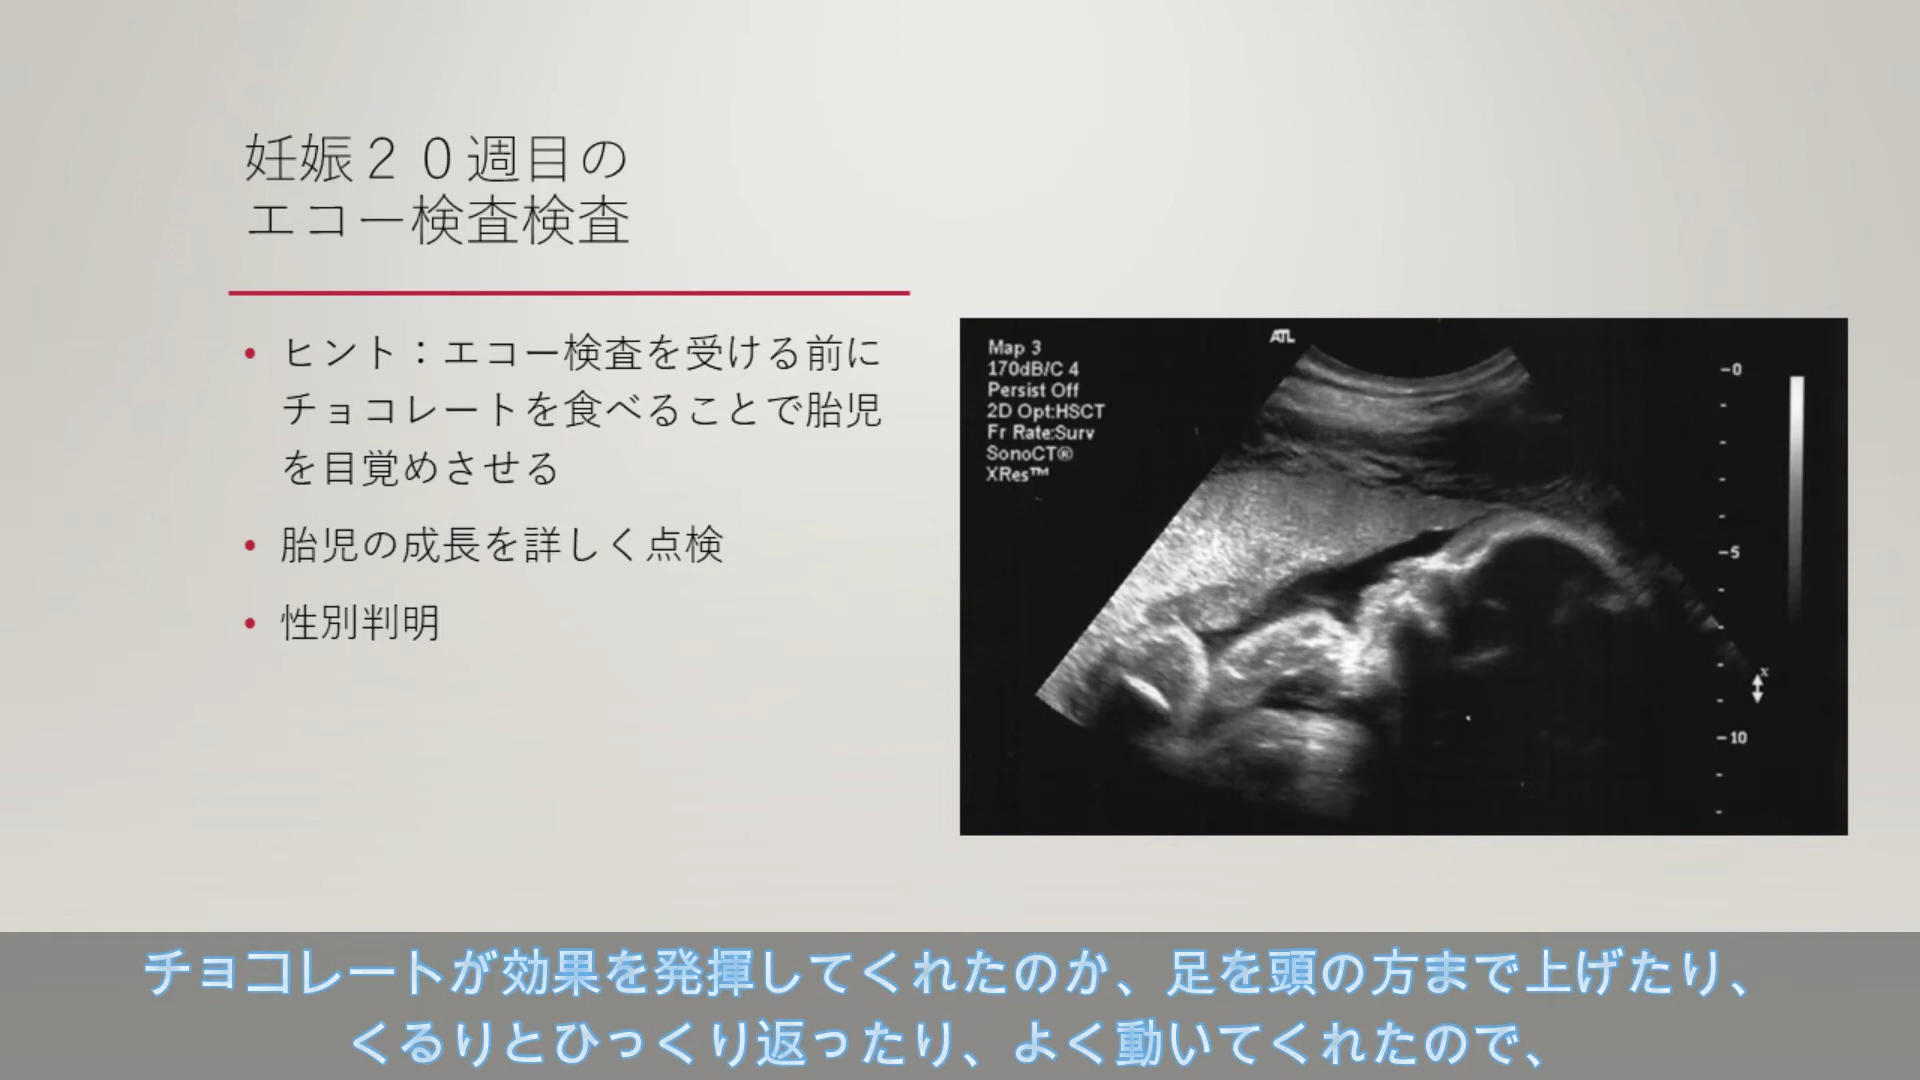 妊娠２０週目の
エコー検査検査
• ヒント：エコー検査を受ける前に
チョコレートを食べることで胎児
を目覚めさせる
• 胎児の成長を詳しく点検
• 性別判明
ATL
Map 3
170dB/C 4
Persist Off
2D Opt:HSCT
Fr Rate:Surv
SonoCT®
XRes™
-0
-5
x
-10
チョコレートが効果を発揮してくれたのか、足を頭の方まで上げたり、
くるりとひっくり返ったり、よく動いてくれたので、